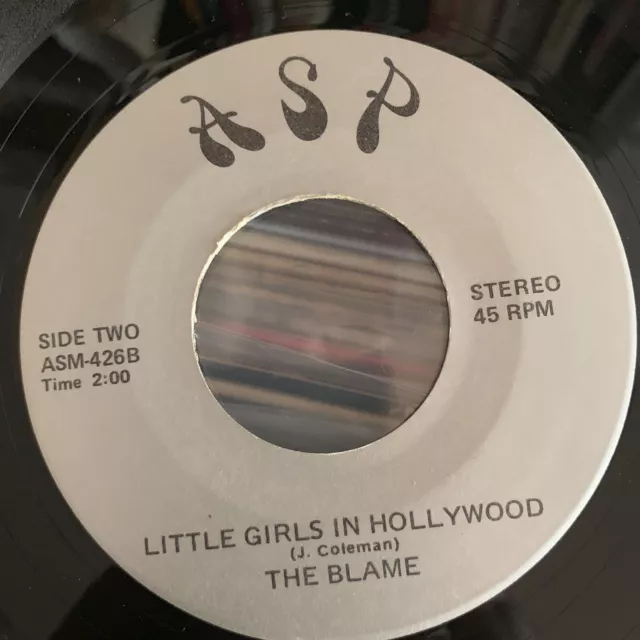 ASP
SIDE TWO
ASM-426B
Time 2:00
STEREO
45 RPM
LITTLE GIRLS IN HOLLYWOOD
(J. Coleman)
THE BLAME